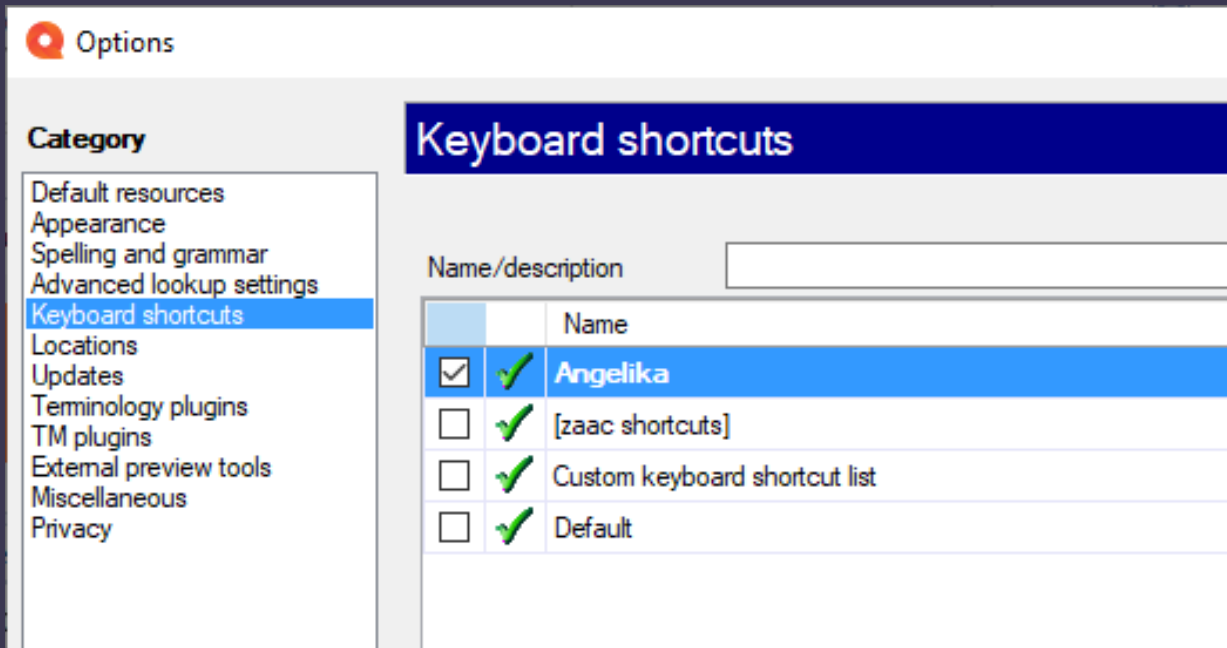 Options
Category
Default resources
Appearance
Spelling and grammar
Advanced lookup settings
Keyboard shortcuts
Locations
Updates
Terminology plugins
TM plugins
External preview tools
Miscellaneous
Privacy
Keyboard shortcuts
Name/description
Name
Angelika
[zaac shortcuts]
Custom keyboard shortcut list
Default